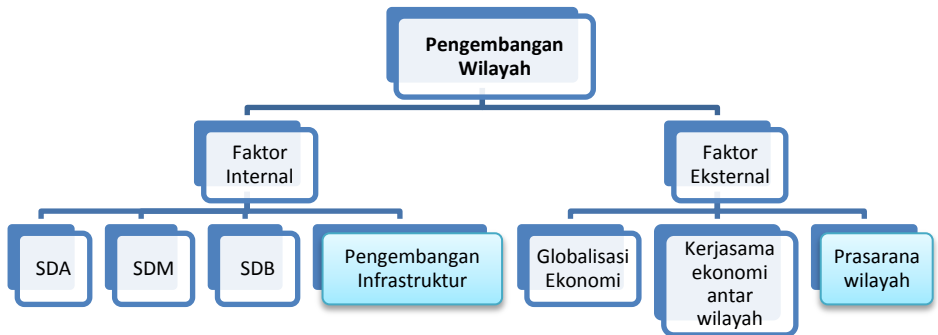 Pengembangan
Wilayah
Faktor
Internal
Faktor
Eksternal
SDA
SDM
SDB
Pengembangan
Infrastruktur
Globalisasi
Ekonomi
Kerjasama
ekonomi
antar
wilayah
Prasarana
wilayah